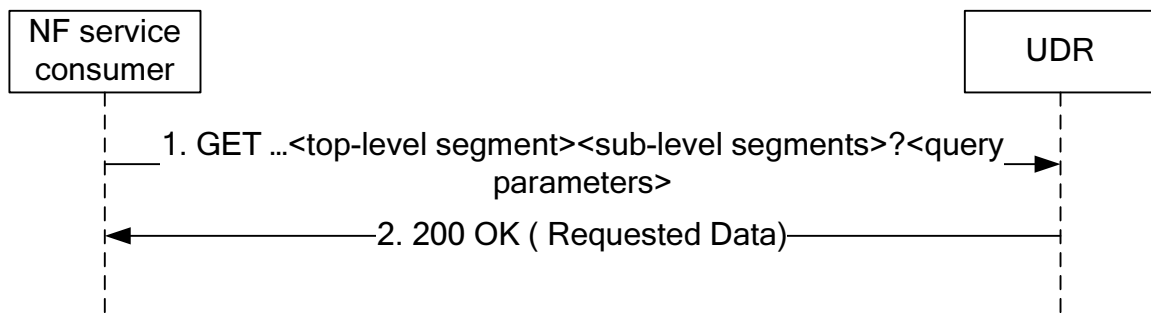 NF service
consumer
UDR
1. GET ...<top-level segment><sub-level segments>?<query
parameters>
2. 200 OK ( Requested Data)